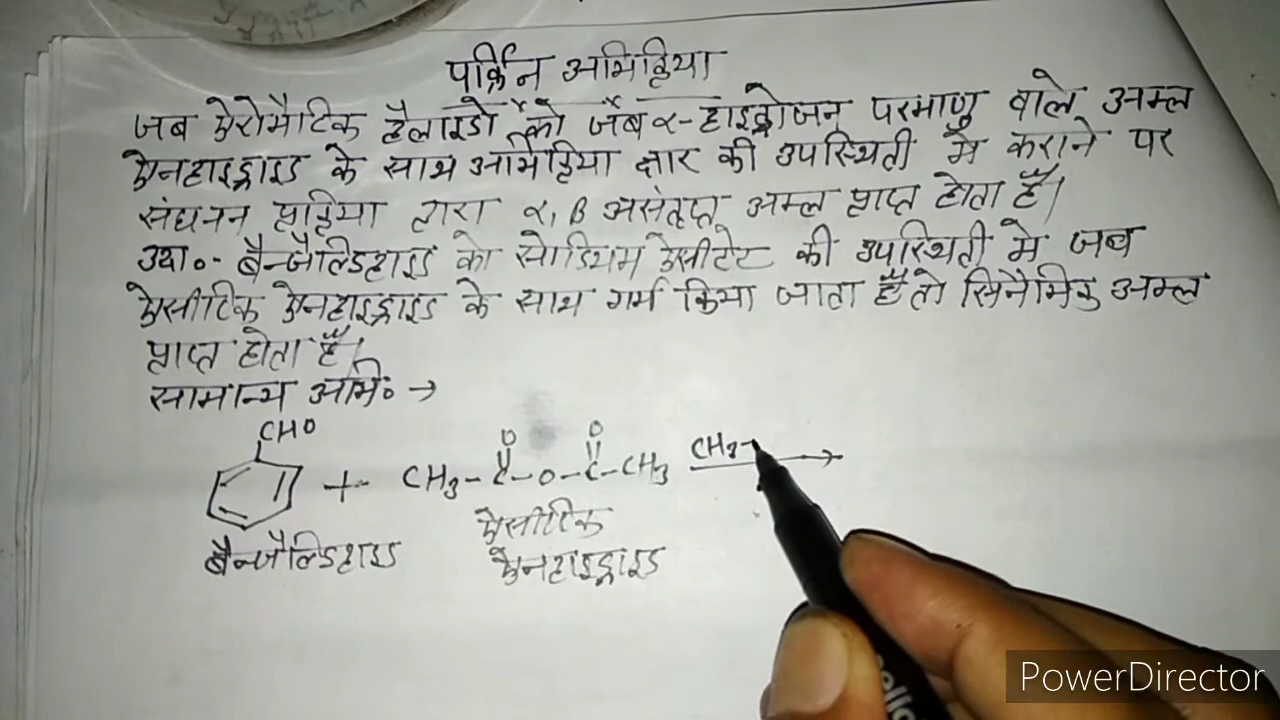 पर्किन अभिक्रिया
जब ऐरोमैटिक हैलाइडो को जब α-हाइड्रोजन परमाणु वाले अम्ल
ऐनहाइड्राइड के साथ अभिक्रिया क्षार की उपस्थिती मे कराने पर
संघनन प्राक्रिया द्वारा α,β असंतृप्त अम्ल प्राप्त होता है।
उदा०- बैन्जैल्डिहाइड को सोडियम ऐसीटेट की उपस्थिती मे जब
ऐसीटिक ऐनहाइड्राइड के साथ गर्म किया जाता है तो सिनैमिक अम्ल
प्राप्त होता है।
सामान्य अभि० →
CHO
+ CH3-C-O-C-CH3 CH3-
O O
बैन्जैल्डिहाइड
ऐसीटिक
ऐनहाइड्राइड
PowerDirector